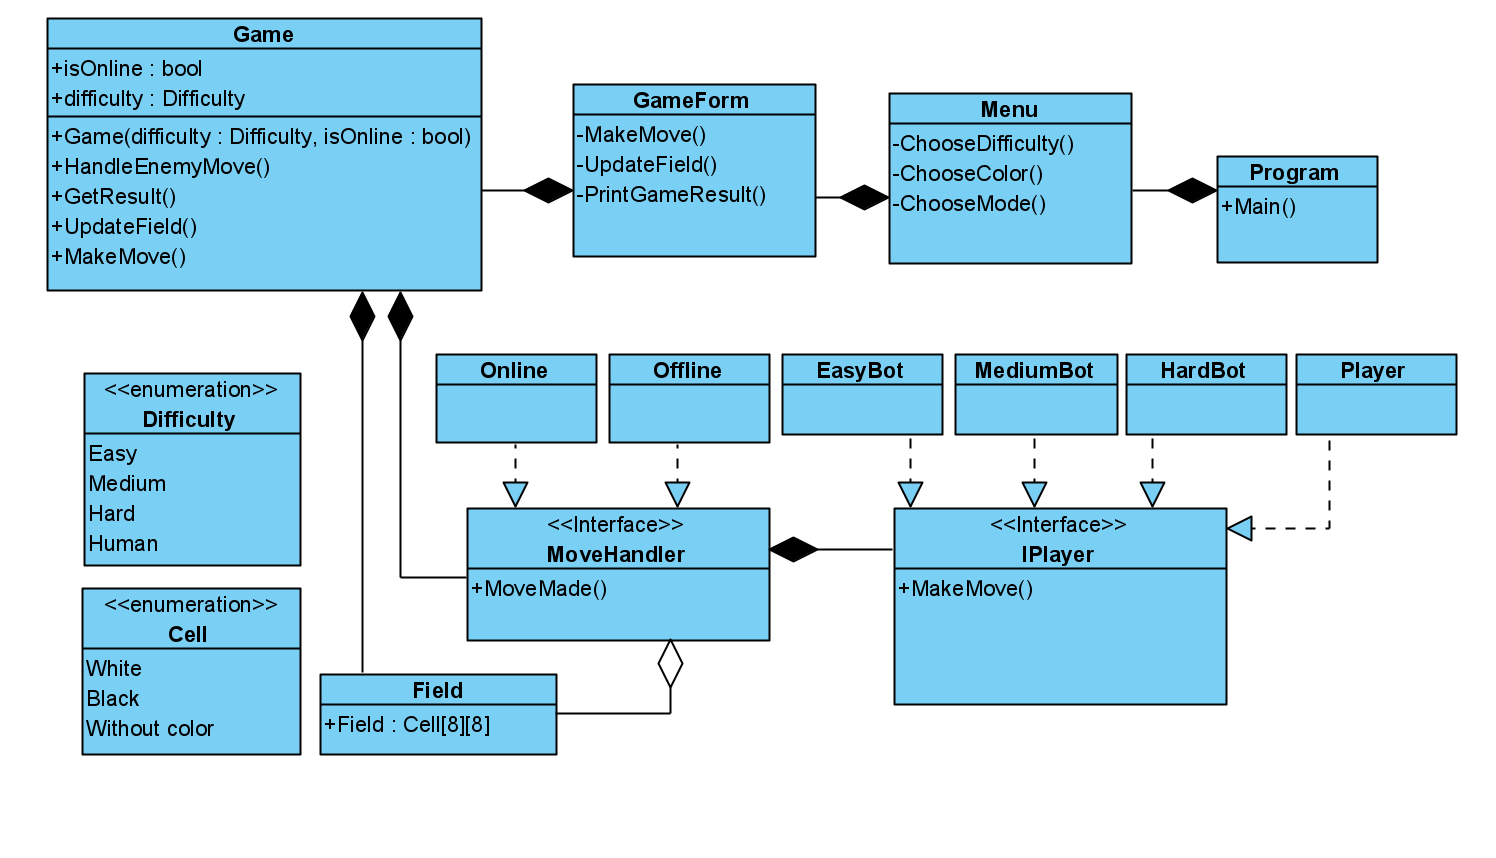 Game
+isOnline : bool
+difficulty : Difficulty
+Game(difficulty : Difficulty, isOnline : bool)
+HandleEnemyMove()
+GetResult()
+UpdateField()
+MakeMove()
GameForm
-MakeMove()
-UpdateField()
-PrintGameResult()
Menu
-ChooseDifficulty()
-ChooseColor()
-ChooseMode()
Program
+Main()
<<enumeration>>
Difficulty
Easy
Medium
Hard
Human
Online
Offline
EasyBot
MediumBot
HardBot
Player
<<Interface>>
MoveHandler
+MoveMade()
<<Interface>>
IPlayer
+MakeMove()
<<enumeration>>
Cell
White
Black
Without color
Field
+Field : Cell[8][8]